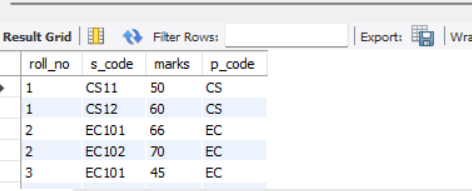 Result Grid Filter Rows: Export: Wra
roll_no s_code marks p_code
1 CS11 50 CS
1 CS12 60 CS
2 EC101 66 EC
2 EC102 70 EC
3 EC101 45 EC